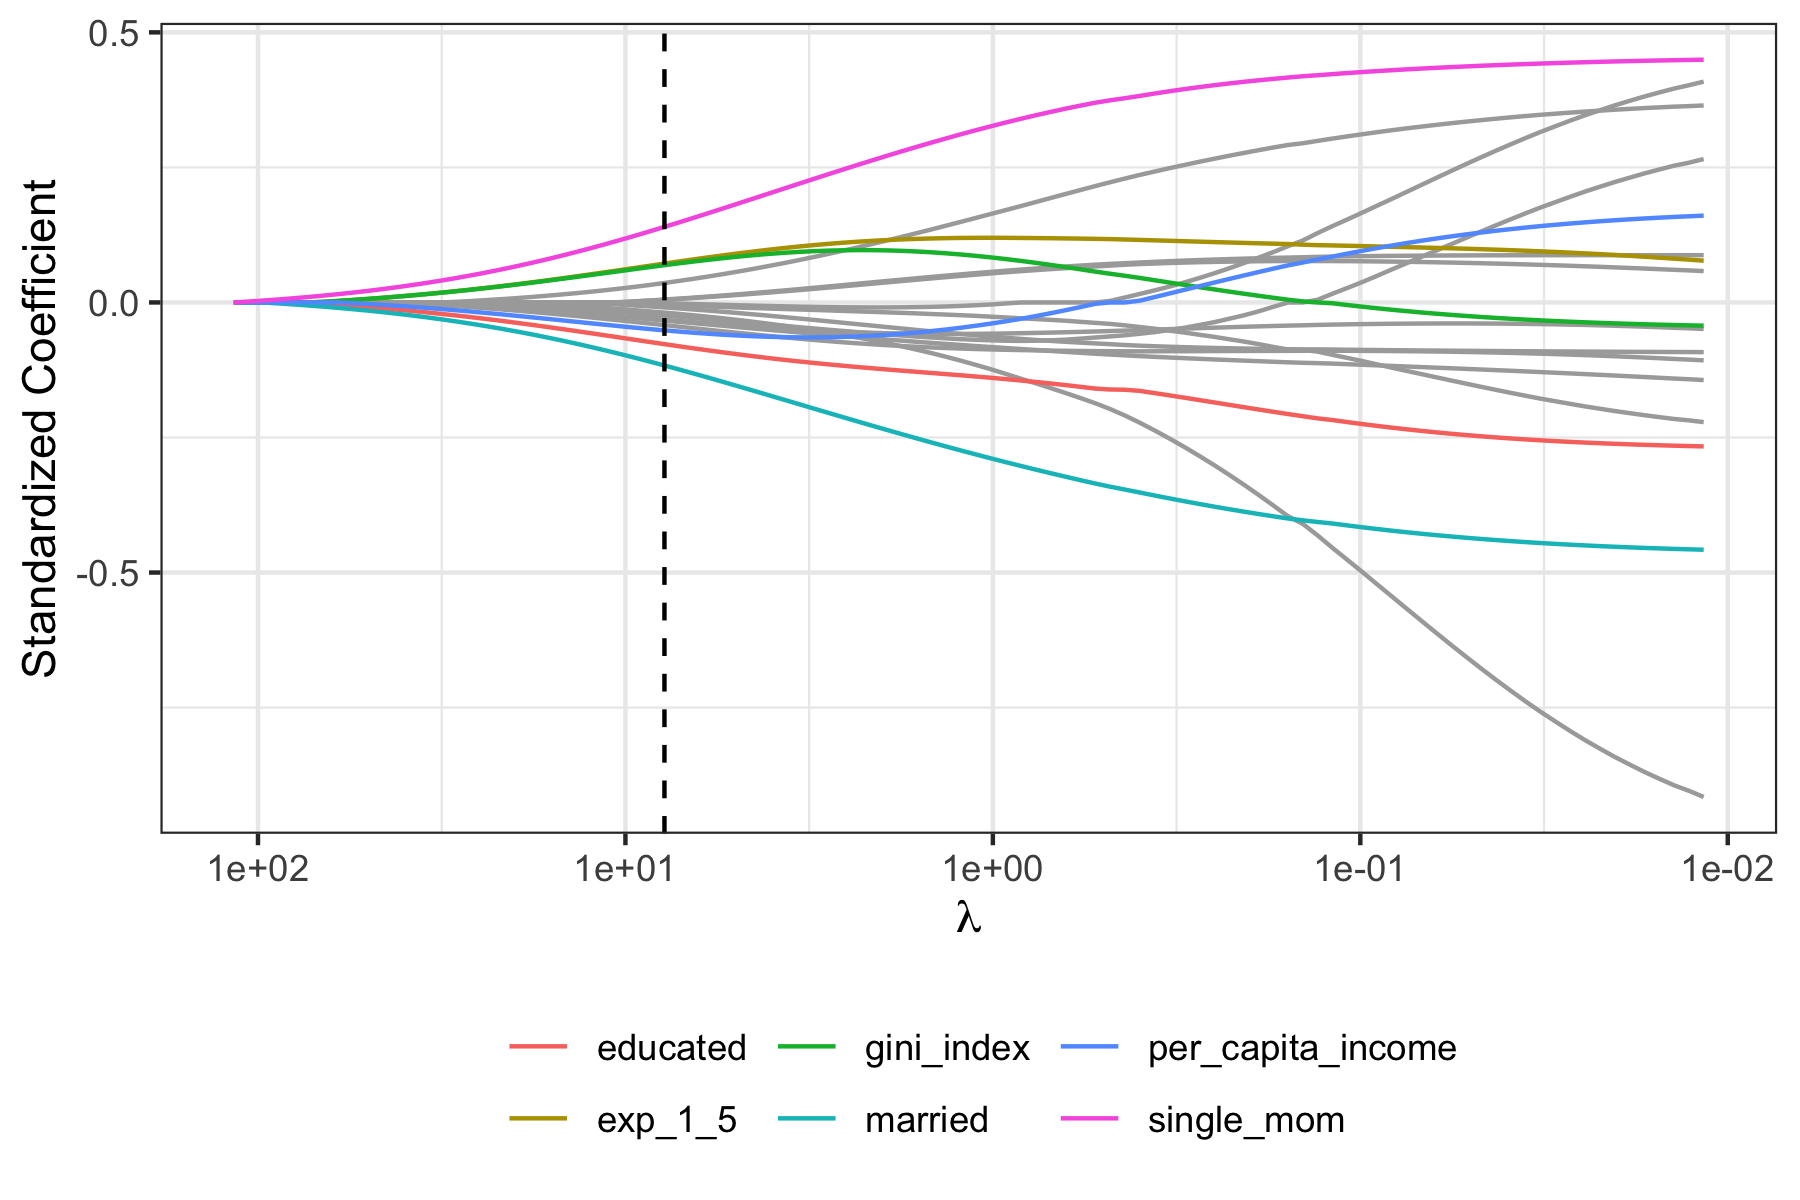 0.5
0.0
-0.5
Standardized Coefficient
1e+02 1e+01 1e+00 1e-01 1e-02
λ
educated gini_index per_capita_income
exp_1_5 married single_mom